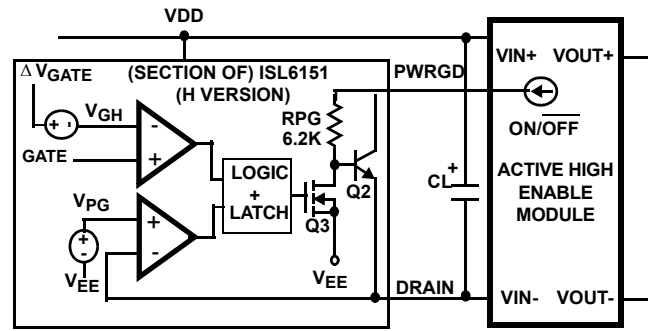 VDD
(SECTION OF) ISL6151
(H VERSION)
Δ VGATE
+ -
VGH
GATE
-
+
VPG
+
-
VEE
+
-
LOGIC
+
LATCH
RPG
6.2K
Q2
Q3
VEE
PWRGD
DRAIN
CL
+
VIN+ VOUT+
ON/OFF
ACTIVE HIGH
ENABLE
MODULE
VIN- VOUT-